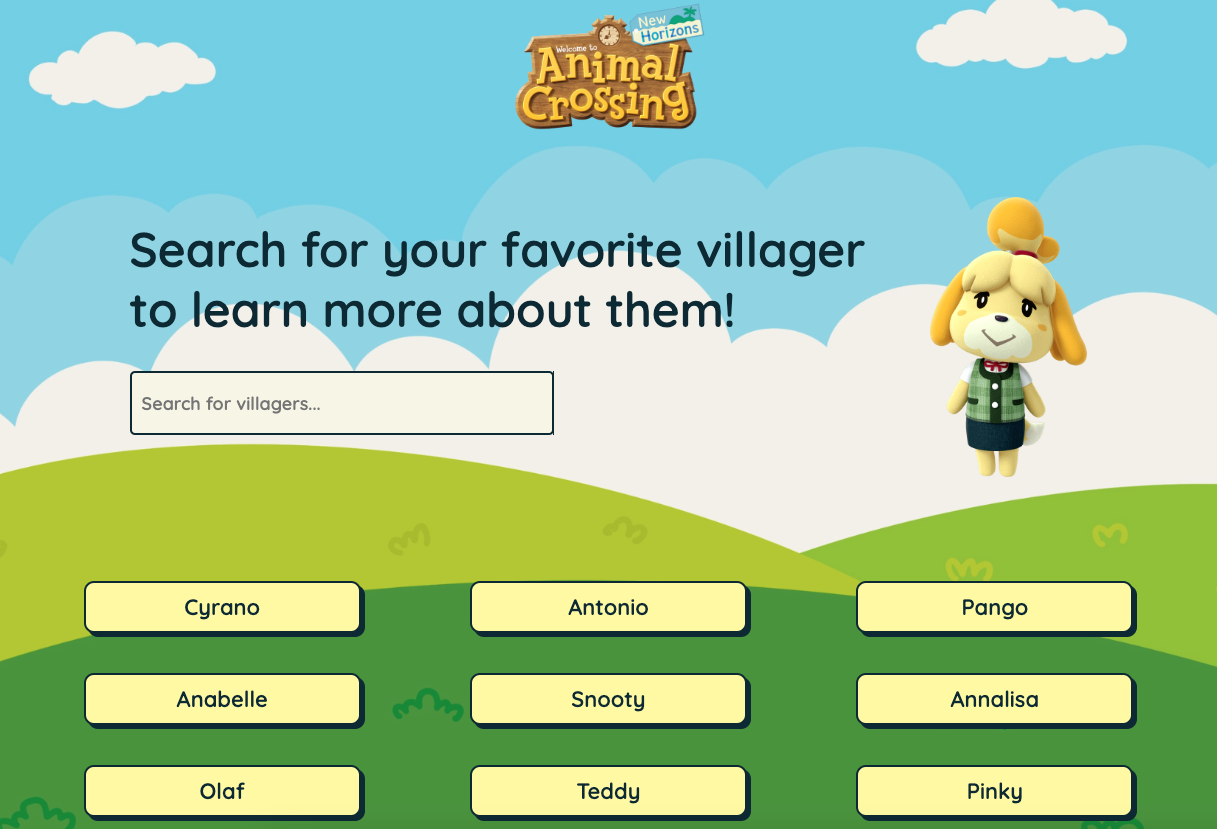 New
Horizons
Welcome to
Animal
Crossing
Search for your favorite villager
to learn more about them!
Search for villagers...
Cyrano
Antonio
Pango
Anabelle
Snooty
Annalisa
Olaf
Teddy
Pinky